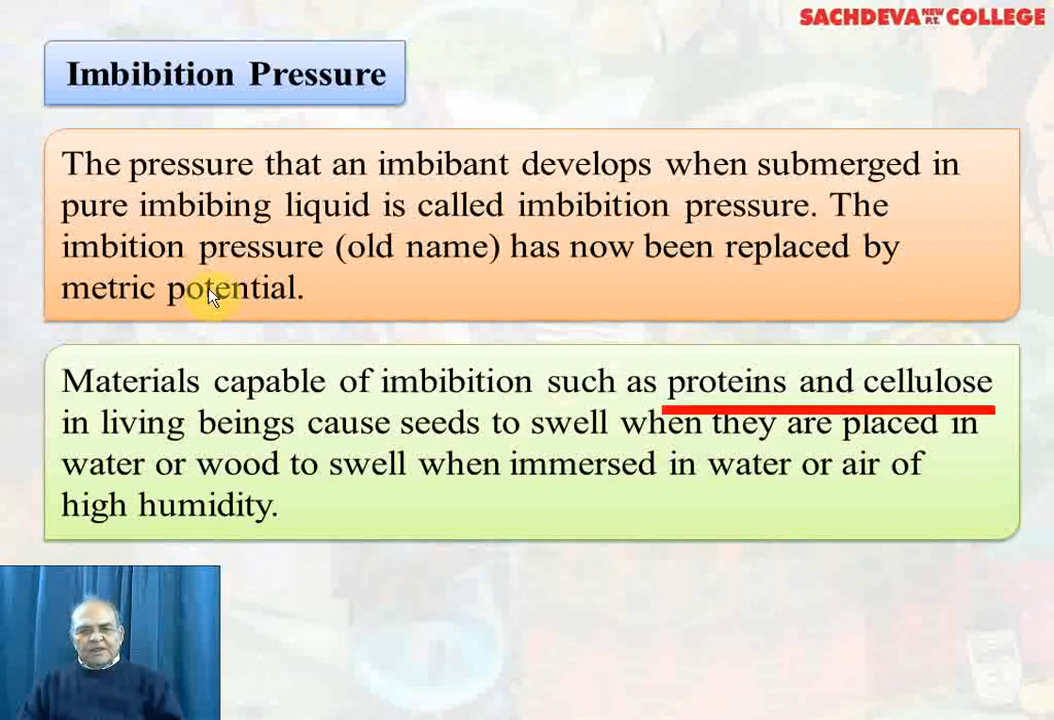 SACHDEVA NEW P.T. COLLEGE
Imbibition Pressure
The pressure that an imbibant develops when submerged in
pure imbibing liquid is called imbibition pressure. The
imbition pressure (old name) has now been replaced by
metric potential.
Materials capable of imbibition such as proteins and cellulose
in living beings cause seeds to swell when they are placed in
water or wood to swell when immersed in water or air of
high humidity.